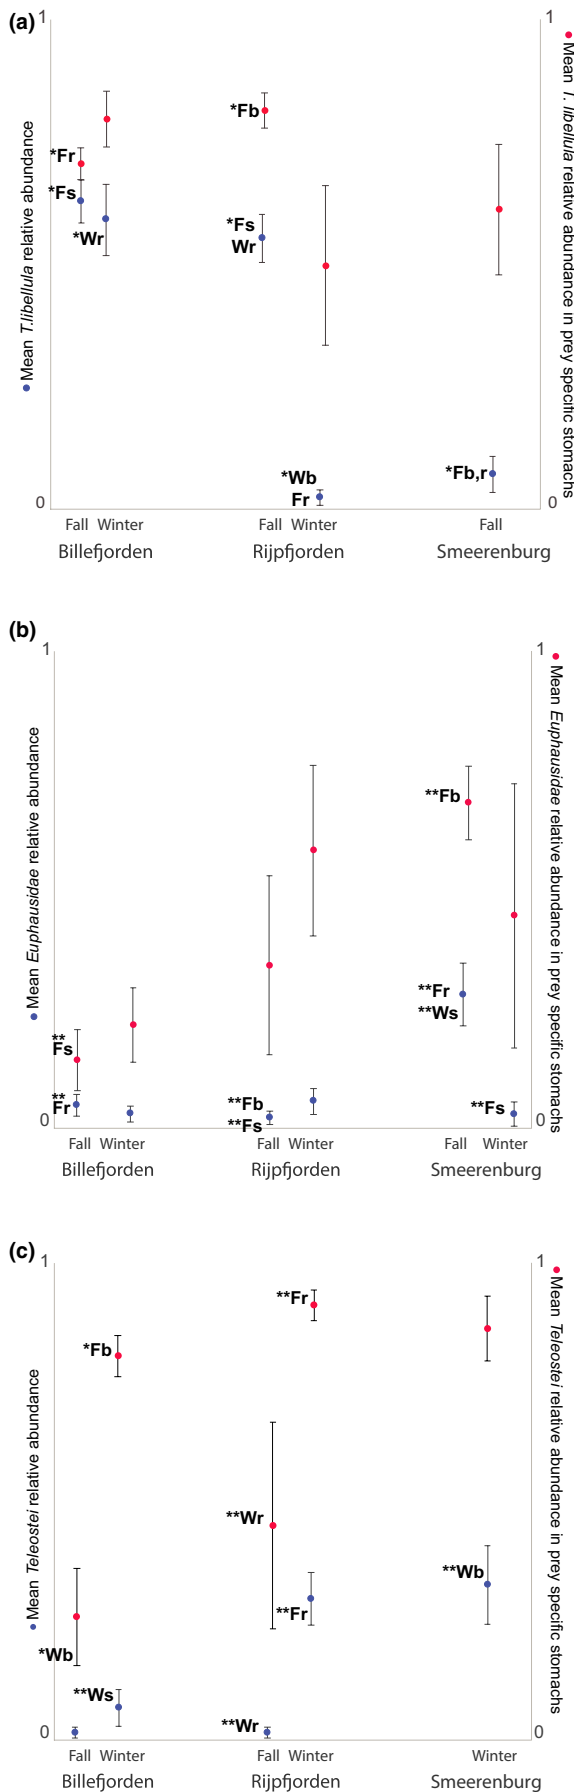 (a)
1
1
Mean T.libellula relative abundance
Mean T. libellula relative abundance in prey specific stomachs
*Fb
*Fr
*Fs
*Wr
*Fs
Wr
*Wb
Fr
*Fb,r
0
0
Fall Winter
Fall Winter
Fall
Billefjorden
Rijpfjorden
Smeerenburg
(b)
1
1
Mean Euphausidae relative abundance
Mean Euphausidae relative abundance in prey specific stomachs
**Fb
**Fr
**Ws
**
Fs
**
Fr
**Fb
**Fs
**Fs
0
0
Fall Winter
Fall Winter
Fall Winter
Billefjorden
Rijpfjorden
Smeerenburg
(c)
1
1
Mean Teleostei relative abundance
Mean Teleostei relative abundance in prey specific stomachs
**Fr
*Fb
**Wr
**Wb
**Fr
*Wb
**Ws
**Wr
0
0
Fall Winter
Fall Winter
Winter
Billefjorden
Rijpfjorden
Smeerenburg